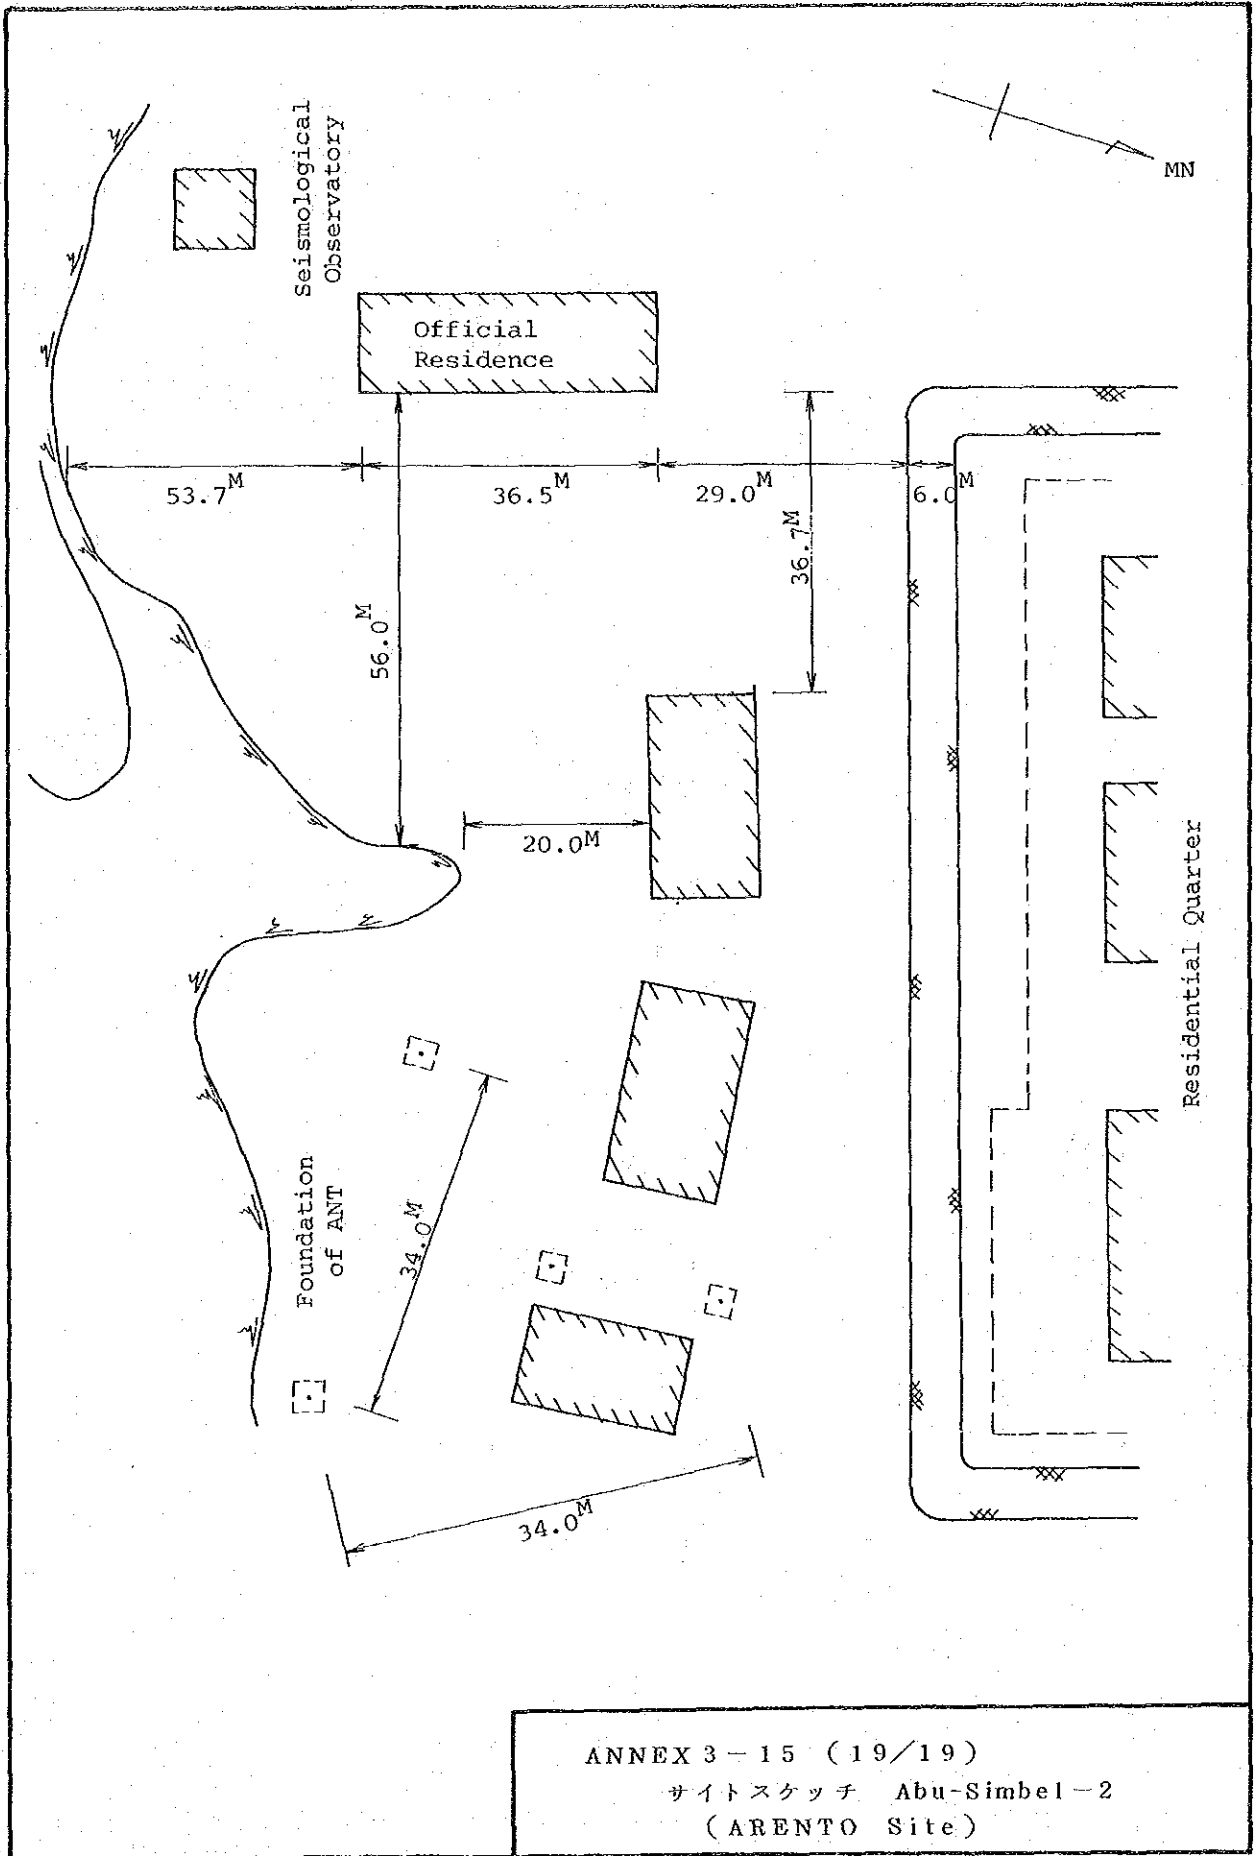 MN
Seismological
Observatory
Official
Residence
53.7M
36.5M
29.0M
6.0M
36.7M
56.0M
20.0M
Residential Quarter
Foundation
of ANT
34.0M
34.0M
ANNEX 3-15 (19/19)
サイトスケッチ Abu-Simbel-2
(ARENTO Site)